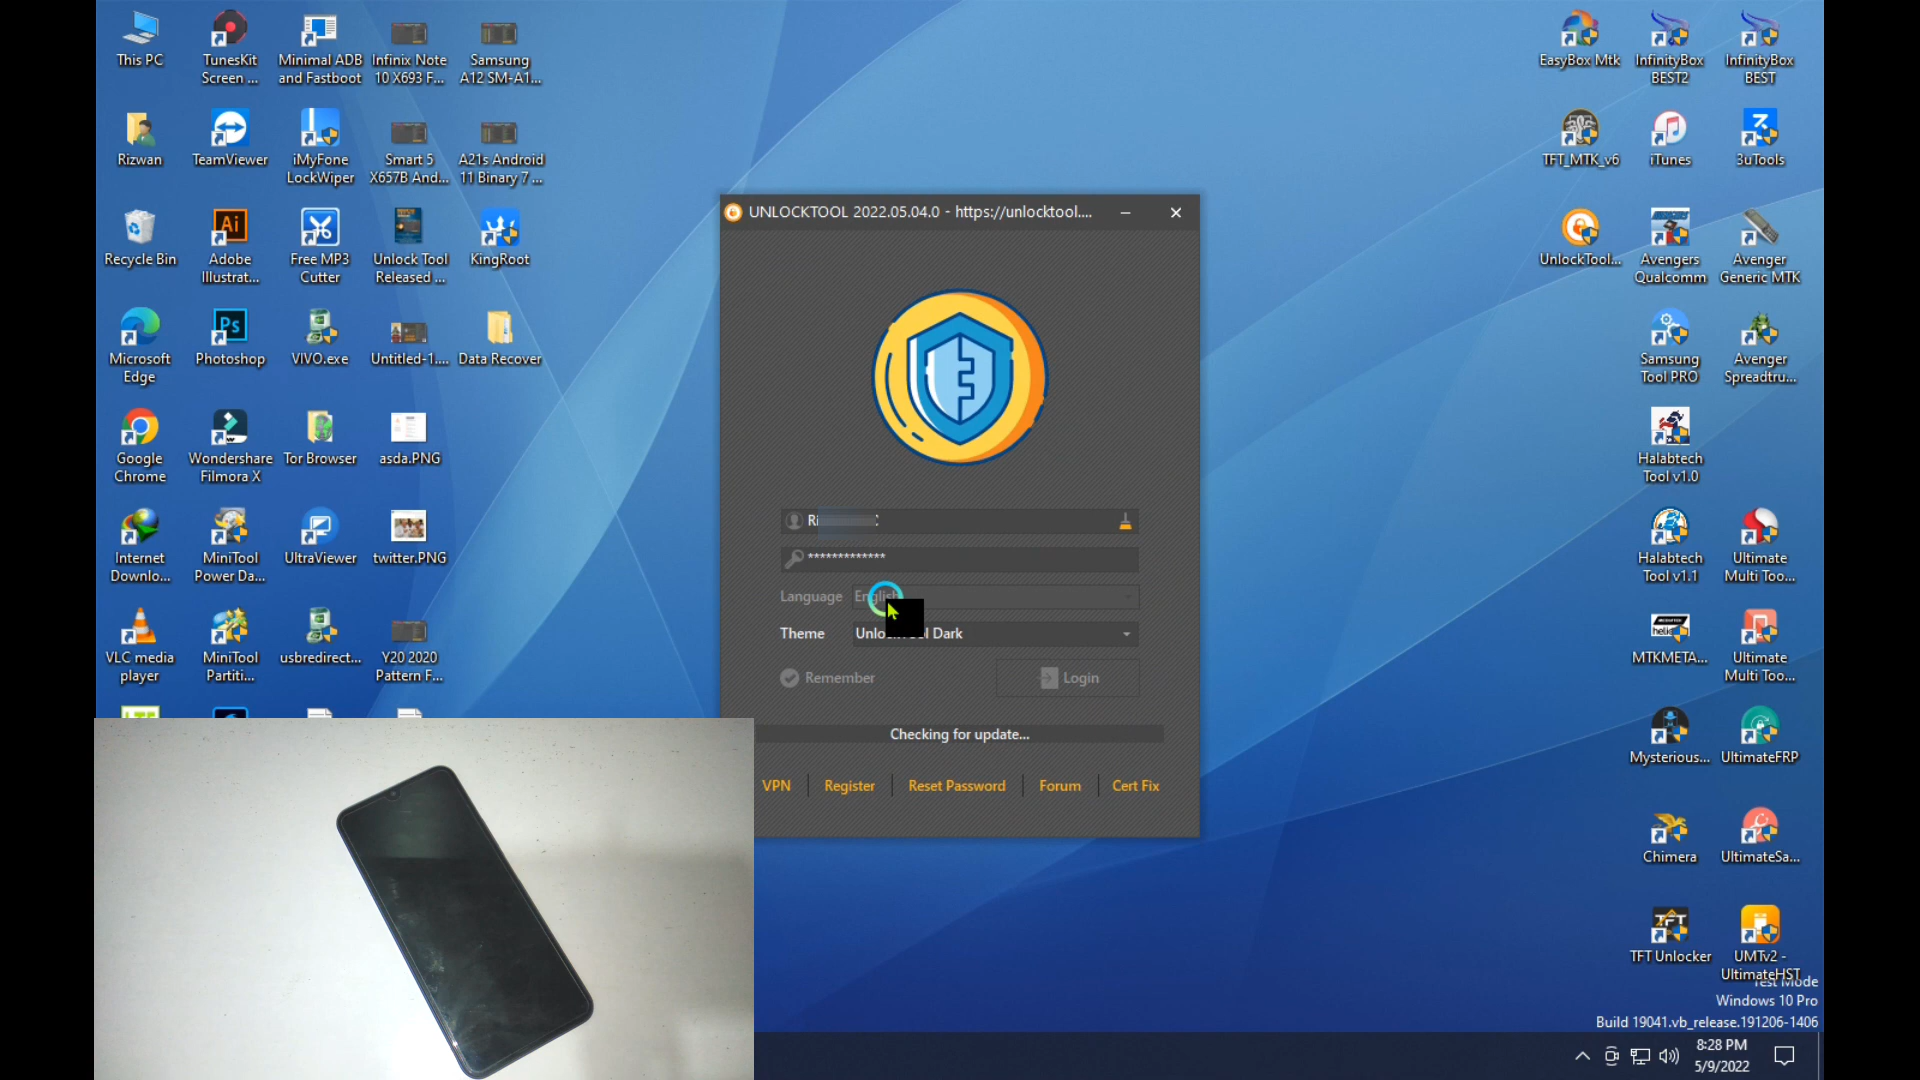 This PC
TunesKit
Screen ...
Minimal ADB
and Fastboot
Infinix Note
10 X693 F...
Samsung
A12 SM-A1...
Rizwan
TeamViewer
iMyFone
LockWiper
Smart 5
X657B And...
A21s Android
11 Binary 7 ...
Recycle Bin
Adobe
Illustrat...
Free MP3
Cutter
Unlock Tool
Released ...
KingRoot
Microsoft
Edge
Photoshop
VIVO.exe
Untitled-1....
Data Recover
Google
Chrome
Wondershare
Filmora X
Tor Browser
asda.PNG
Internet
Downlo...
MiniTool
Power Da...
UltraViewer
twitter.PNG
VLC media
player
MiniTool
Partiti...
usbredirect...
Y20 2020
Pattern F...
UNLOCKTOOL 2022.05.04.0 - https://unlocktool....
Ri
*************
Language
English
Theme
Dark
Remember
Login
Checking for update...
VPN
Register
Reset Password
Forum
Cert Fix
EasyBox Mtk
InfinityBox
BEST2
InfinityBox
BEST
TFT_MTK_v6
iTunes
3uTools
UnlockTool...
Avengers
Qualcomm
Avenger
Generic MTK
Samsung
Tool PRO
Avenger
Spreadtru...
Halabtech
Tool v1.0
Halabtech
Tool v1.1
Ultimate
Multi Too...
MTKMETA...
Ultimate
Multi Too...
Mysterious...
UltimateFRP
Chimera
UltimateSa...
TFT Unlocker
UMTv2 -
UltimateHST
Test Mode
Windows 10 Pro
Build 19041.vb_release.191206-1406
8:28 PM
5/9/2022